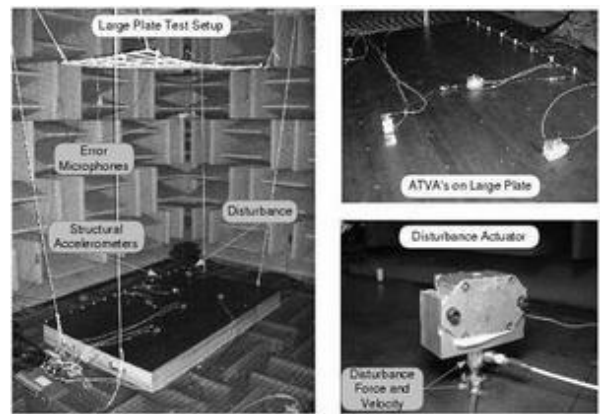 Large Plate Test Setup
Error
Microphones
Structural
Accelerometers
Disturbance
ATVA's on Large Plate
Disturbance Actuator
Disturbance
Force and
Velocity